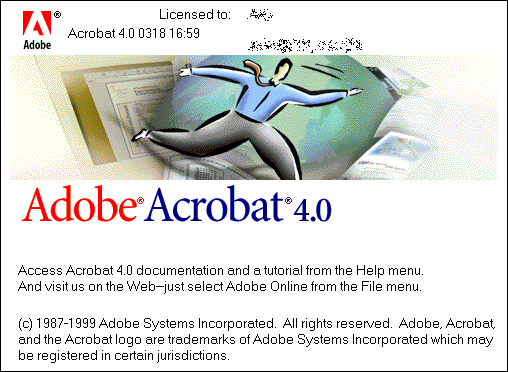 Licensed to:
Adobe
Acrobat 4.0 0318 16:59
Adobe® Acrobat® 4.0
Access Acrobat 4.0 documentation and a tutorial from the Help menu.
And visit us on the Web—just select Adobe Online from the File menu.
(c) 1987-1999 Adobe Systems Incorporated. All rights reserved. Adobe, Acrobat,
and the Acrobat logo are trademarks of Adobe Systems Incorporated which may
be registered in certain jurisdictions.